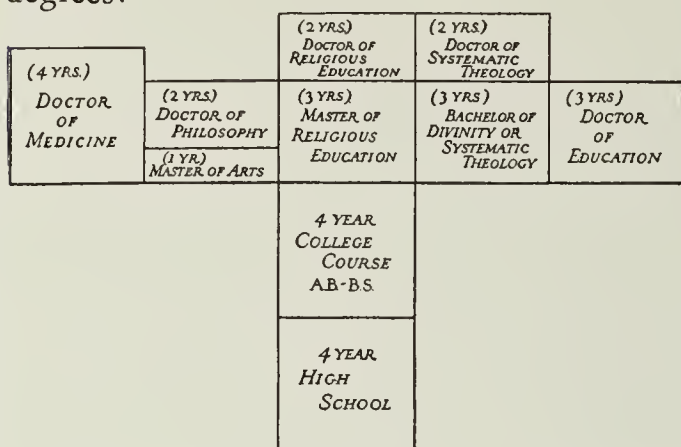 degrees:
(2 YRS.)
DOCTOR OF
RELIGIOUS
EDUCATION
(2 YRS.)
DOCTOR OF
SYSTEMATIC
THEOLOGY
(4 YRS.)
DOCTOR
OF
MEDICINE
(2 YRS.)
DOCTOR OF
PHILOSOPHY
(1 YR.)
MASTER OF ARTS
(3 YRS.)
MASTER OF
RELIGIOUS
EDUCATION
(3 YRS.)
BACHELOR OF
DIVINITY OR
SYSTEMATIC
THEOLOGY
(3 YRS)
DOCTOR
OF
EDUCATION
4 YEAR
COLLEGE
COURSE
A.B-B.S.
4 YEAR
HIGH
SCHOOL